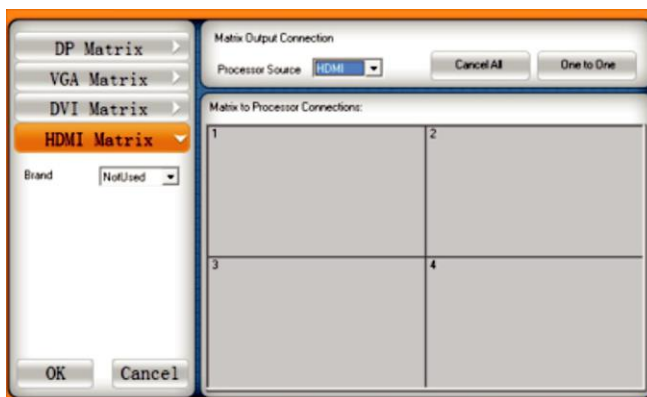 DP Matrix
VGA Matrix
DVI Matrix
HDMI Matrix
Brand NotUsed
OK Cancel
Matrix Output Connection
Processor Source HDMI Cancel All One to One
Matrix to Processor Connections:
1 2
3 4